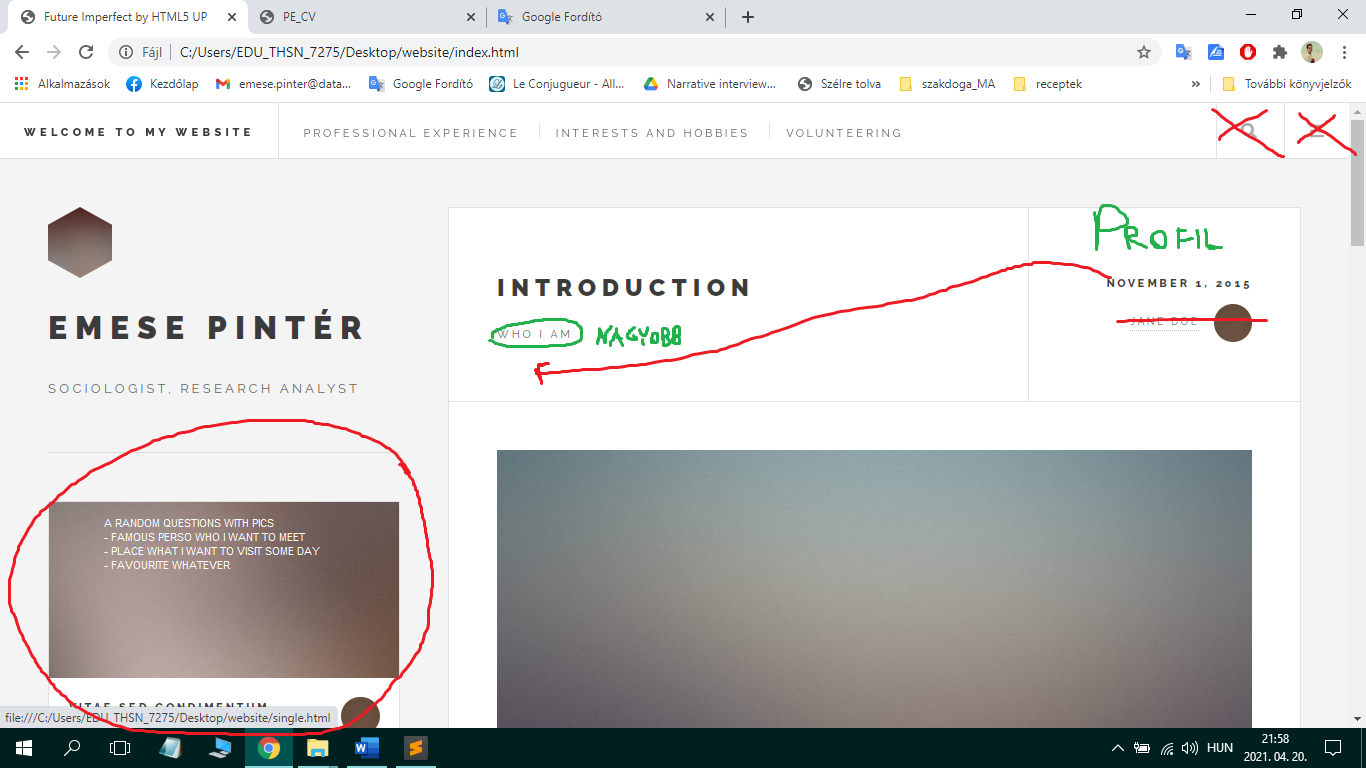 Future Imperfect by HTML5 UP
PE_CV
Google Fordító
Fájl
C:/Users/EDU_THSN_7275/Desktop/website/index.html
Alkalmazások
Kezdőlap
emese.pinter@data...
Google Fordító
Le Conjugueur - All...
Narrative interview...
Szélre tolva
szakdoga_MA
receptek
»
További könyvjelzők
WELCOME TO MY WEBSITE
PROFESSIONAL EXPERIENCE
INTERESTS AND HOBBIES
VOLUNTEERING
PROFIL
INTRODUCTION
NOVEMBER 1, 2015
WHO I AM
NAGYOBB
JANE DOE
EMESE PINTÉR
SOCIOLOGIST, RESEARCH ANALYST
A RANDOM QUESTIONS WITH PICS
- FAMOUS PERSO WHO I WANT TO MEET
- PLACE WHAT I WANT TO VISIT SOME DAY
- FAVOURITE WHATEVER
VITAE SED CONDIMENTUM
file:///C:/Users/EDU_THSN_7275/Desktop/website/single.html
HUN
21:58
2021. 04. 20.